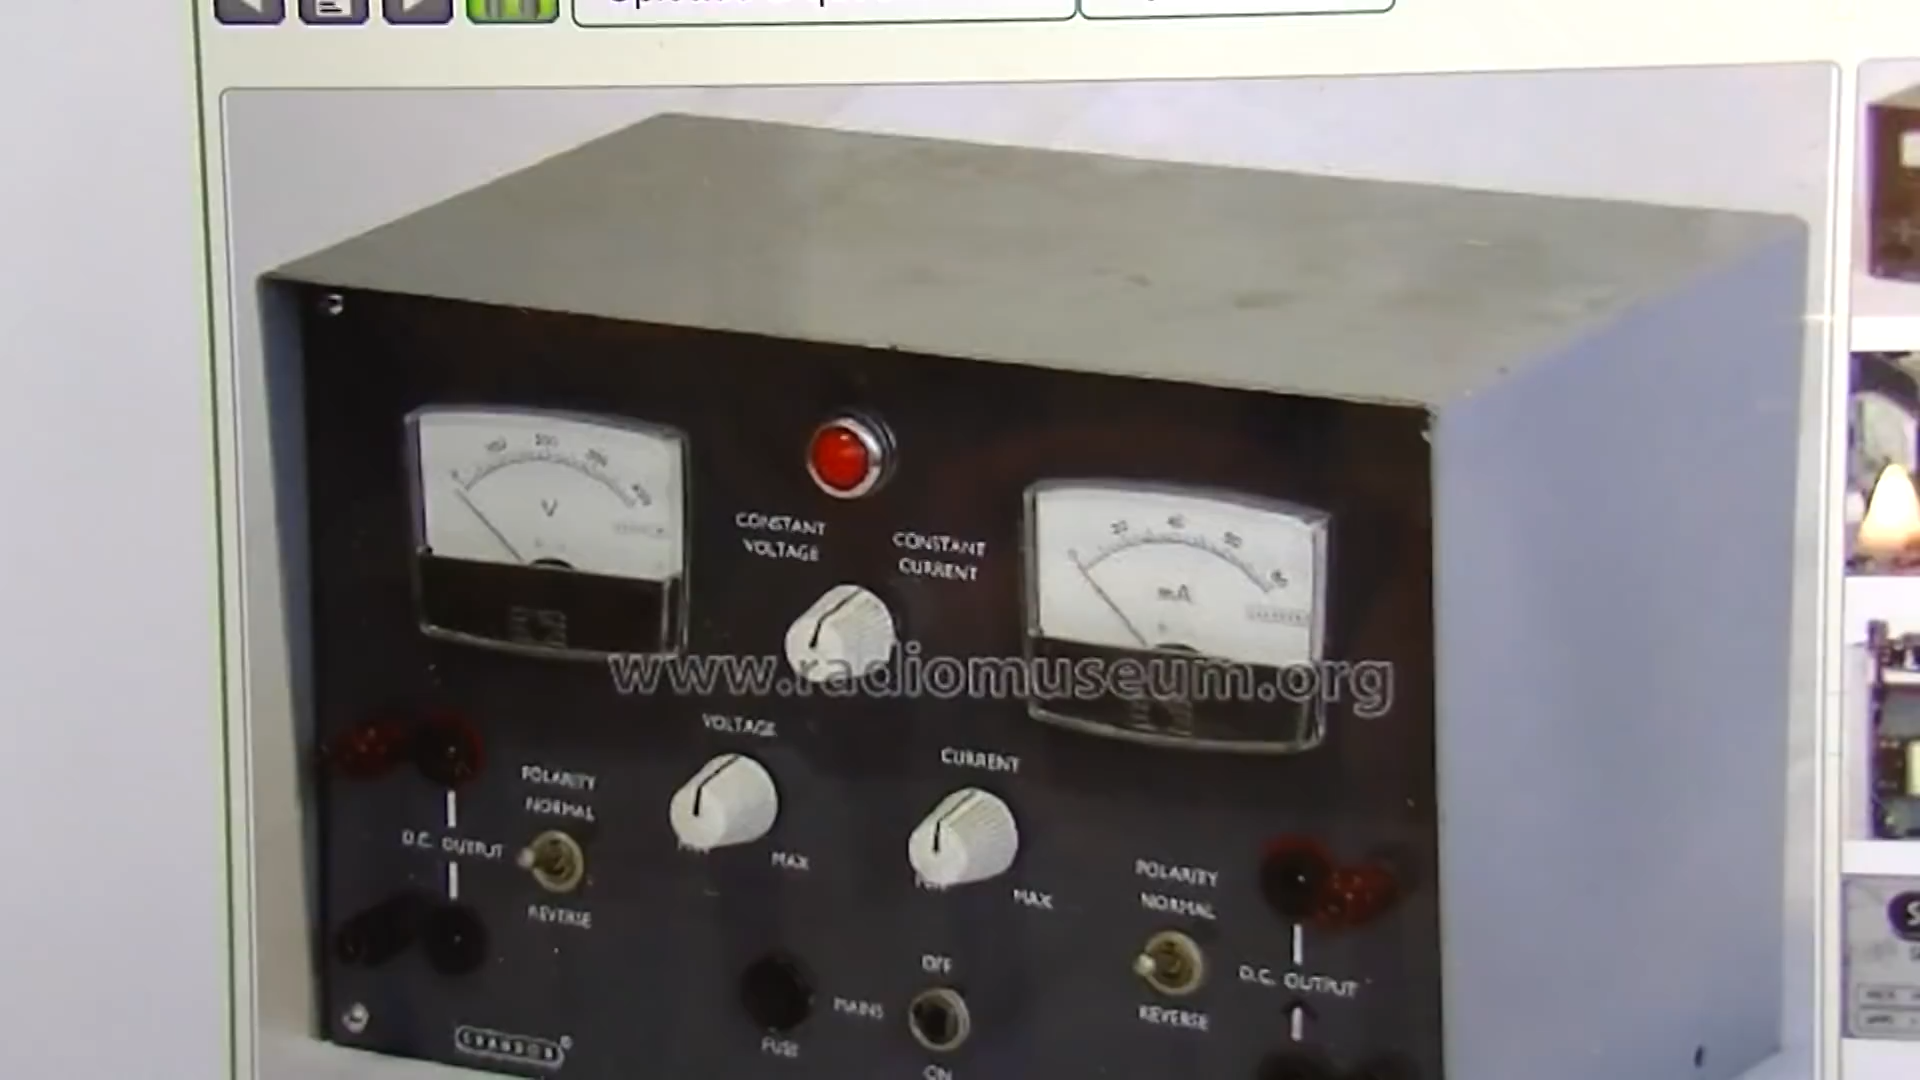 V
CONSTANT
VOLTAGE
CONSTANT
CURRENT
mA
www.radiomuseum.org
VOLTAGE
CURRENT
POLARITY
NORMAL
D.C. OUTPUT
REVERSE
MAX
MAX
POLARITY
NORMAL
D.C. OUTPUT
REVERSE
OFF
MAINS
FUSE
ON